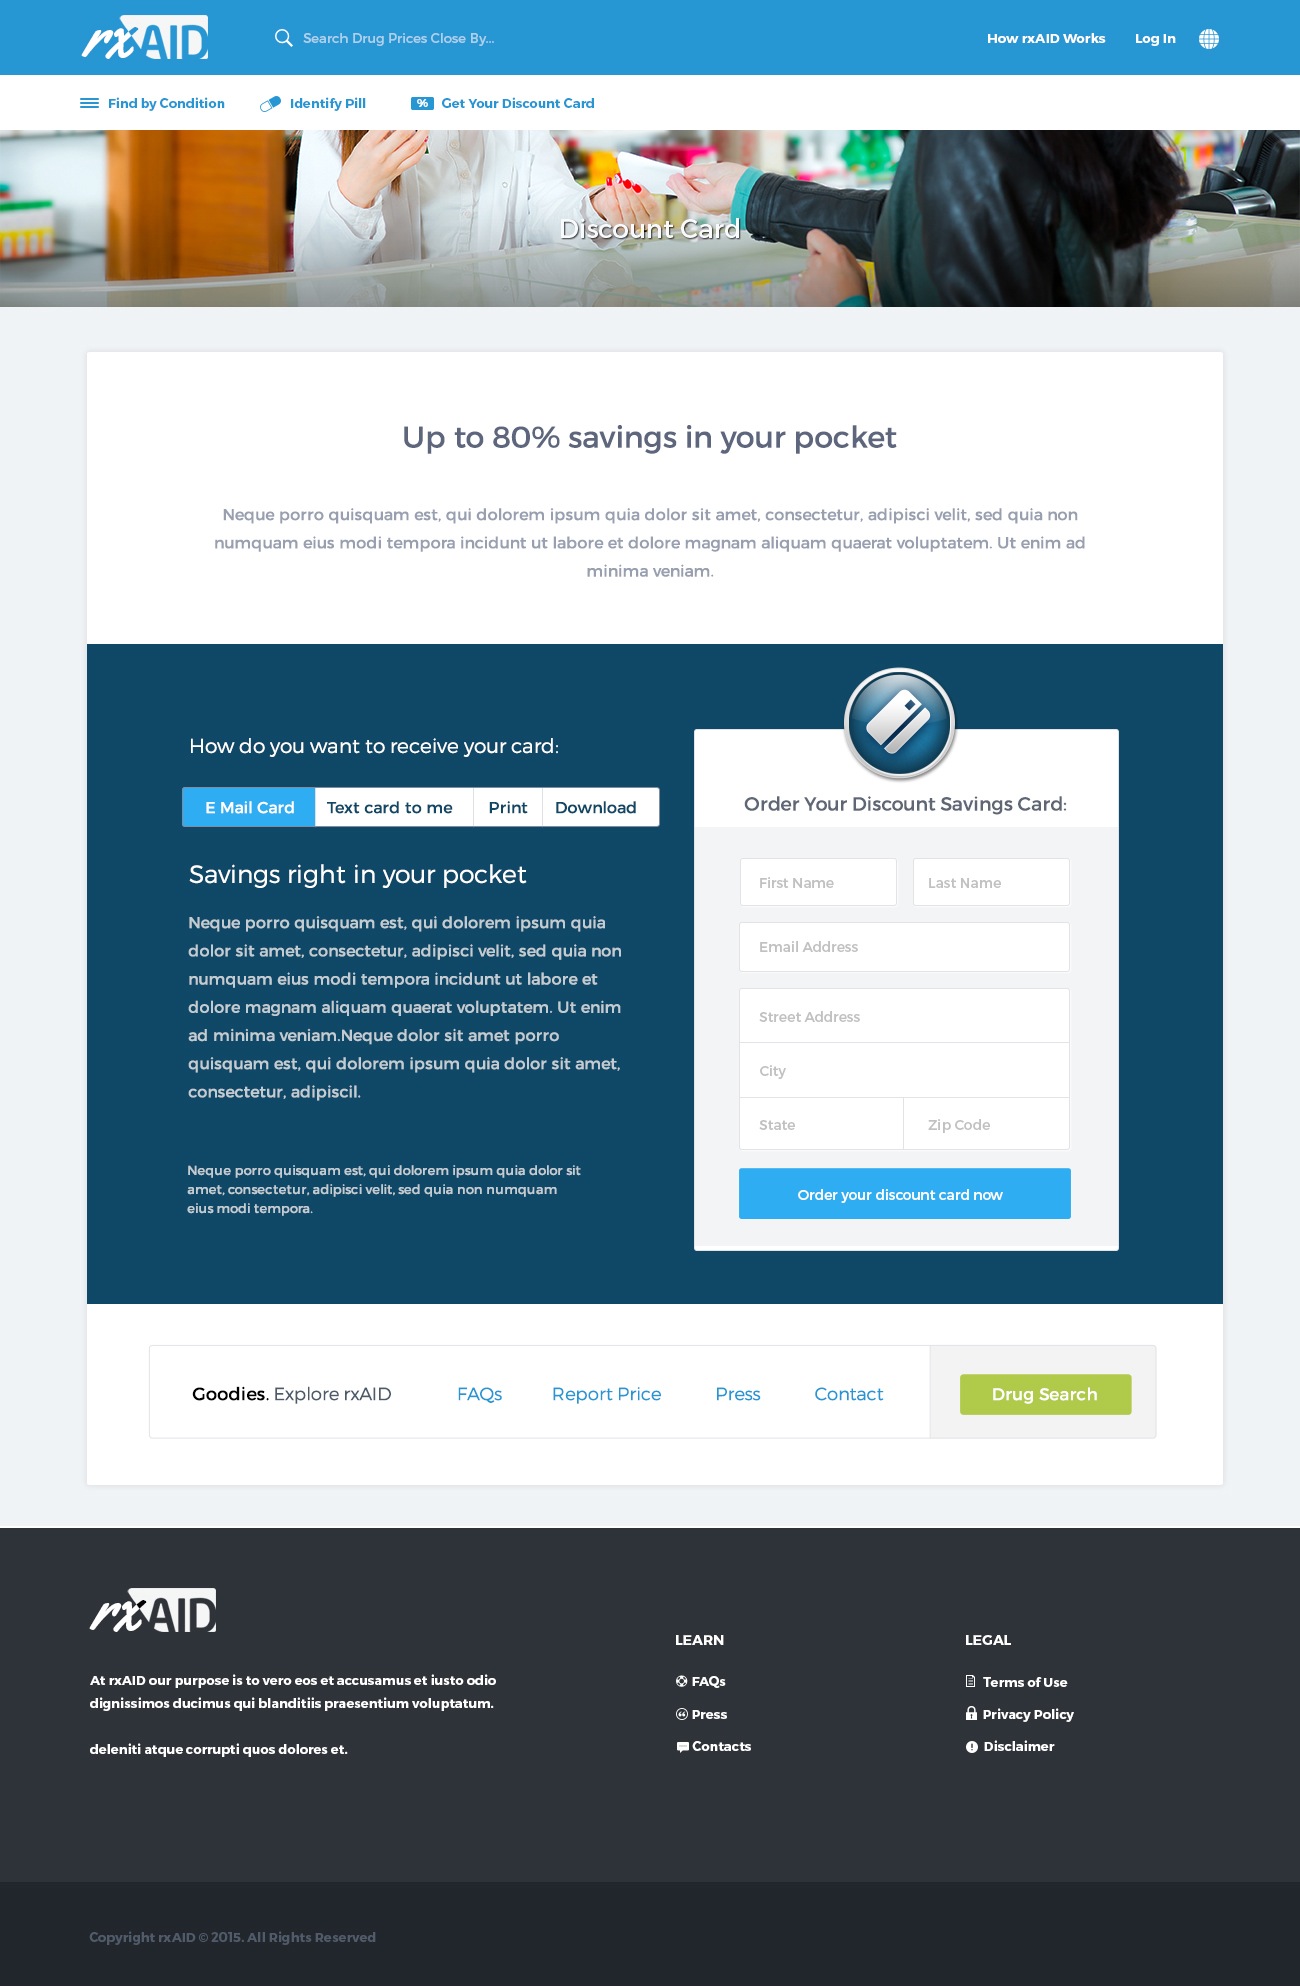 rxAID
Search Drug Prices Close By...
How rxAID Works
Log In
Find by Condition
Identify Pill
%
Get Your Discount Card
Discount Card
Up to 80% savings in your pocket
Neque porro quisquam est, qui dolorem ipsum quia dolor sit amet, consectetur, adipisci velit, sed quia non
numquam eius modi tempora incidunt ut labore et dolore magnam aliquam quaerat voluptatem. Ut enim ad
minima veniam.
How do you want to receive your card:
E Mail Card
Text card to me
Print
Download
Savings right in your pocket
Neque porro quisquam est, qui dolorem ipsum quia
dolor sit amet, consectetur, adipisci velit, sed quia non
numquam eius modi tempora incidunt ut labore et
dolore magnam aliquam quaerat voluptatem. Ut enim
ad minima veniam.Neque dolor sit amet porro
quisquam est, qui dolorem ipsum quia dolor sit amet,
consectetur, adipiscil.
Neque porro quisquam est, qui dolorem ipsum quia dolor sit
amet, consectetur, adipisci velit, sed quia non numquam
eius modi tempora.
Order Your Discount Savings Card:
First Name
Last Name
Email Address
Street Address
City
State
Zip Code
Order your discount card now
Goodies. Explore rxAID
FAQs
Report Price
Press
Contact
Drug Search
rxAID
At rxAID our purpose is to vero eos et accusamus et iusto odio
dignissimos ducimus qui blanditiis praesentium voluptatum.
deleniti atque corrupti quos dolores et.
LEARN
FAQs
Press
Contacts
LEGAL
Terms of Use
Privacy Policy
Disclaimer
Copyright rxAID © 2015. All Rights Reserved